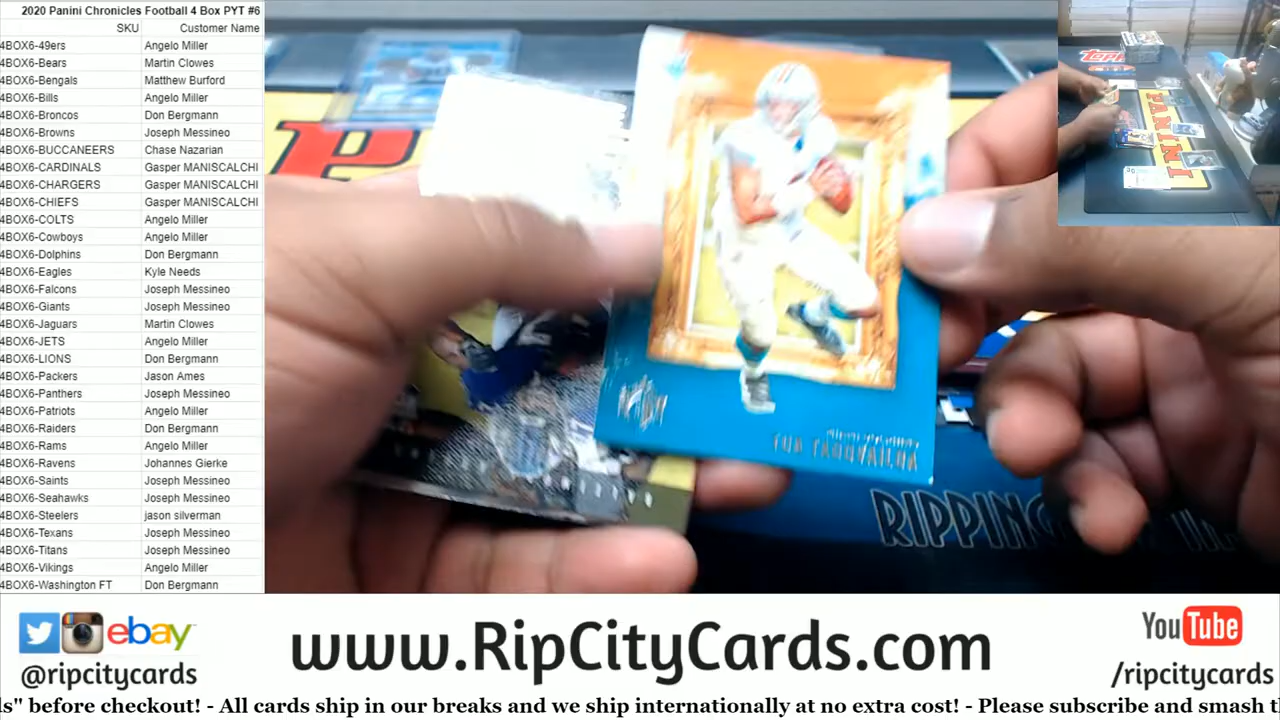 2020 Panini Chronicles Football 4 Box PYT #6
SKU Customer Name
4BOX6-49ers Angelo Miller
4BOX6-Bears Martin Clowes
4BOX6-Bengals Matthew Burford
4BOX6-Bills Angelo Miller
4BOX6-Broncos Don Bergmann
4BOX6-Browns Joseph Messineo
4BOX6-BUCCANEERS Chase Nazarian
4BOX6-CARDINALS Gasper MANISCALCHI
4BOX6-CHARGERS Gasper MANISCALCHI
4BOX6-CHIEFS Gasper MANISCALCHI
4BOX6-COLTS Angelo Miller
4BOX6-Cowboys Angelo Miller
4BOX6-Dolphins Don Bergmann
4BOX6-Eagles Kyle Needs
4BOX6-Falcons Joseph Messineo
4BOX6-Giants Joseph Messineo
4BOX6-Jaguars Martin Clowes
4BOX6-JETS Angelo Miller
4BOX6-LIONS Don Bergmann
4BOX6-Packers Jason Ames
4BOX6-Panthers Joseph Messineo
4BOX6-Patriots Angelo Miller
4BOX6-Raiders Don Bergmann
4BOX6-Rams Angelo Miller
4BOX6-Ravens Johannes Gierke
4BOX6-Saints Joseph Messineo
4BOX6-Seahawks Joseph Messineo
4BOX6-Steelers jason silverman
4BOX6-Texans Joseph Messineo
4BOX6-Titans Joseph Messineo
4BOX6-Vikings Angelo Miller
4BOX6-Washington FT Don Bergmann
TOPPS
PANINI
TUA TAGOVAILOA
RIPPING
ebay
@ripcitycards
www.RipCityCards.com
YouTube
/ripcitycards
s" before checkout! - All cards ship in our breaks and we ship internationally at no extra cost! - Please subscribe and smash t